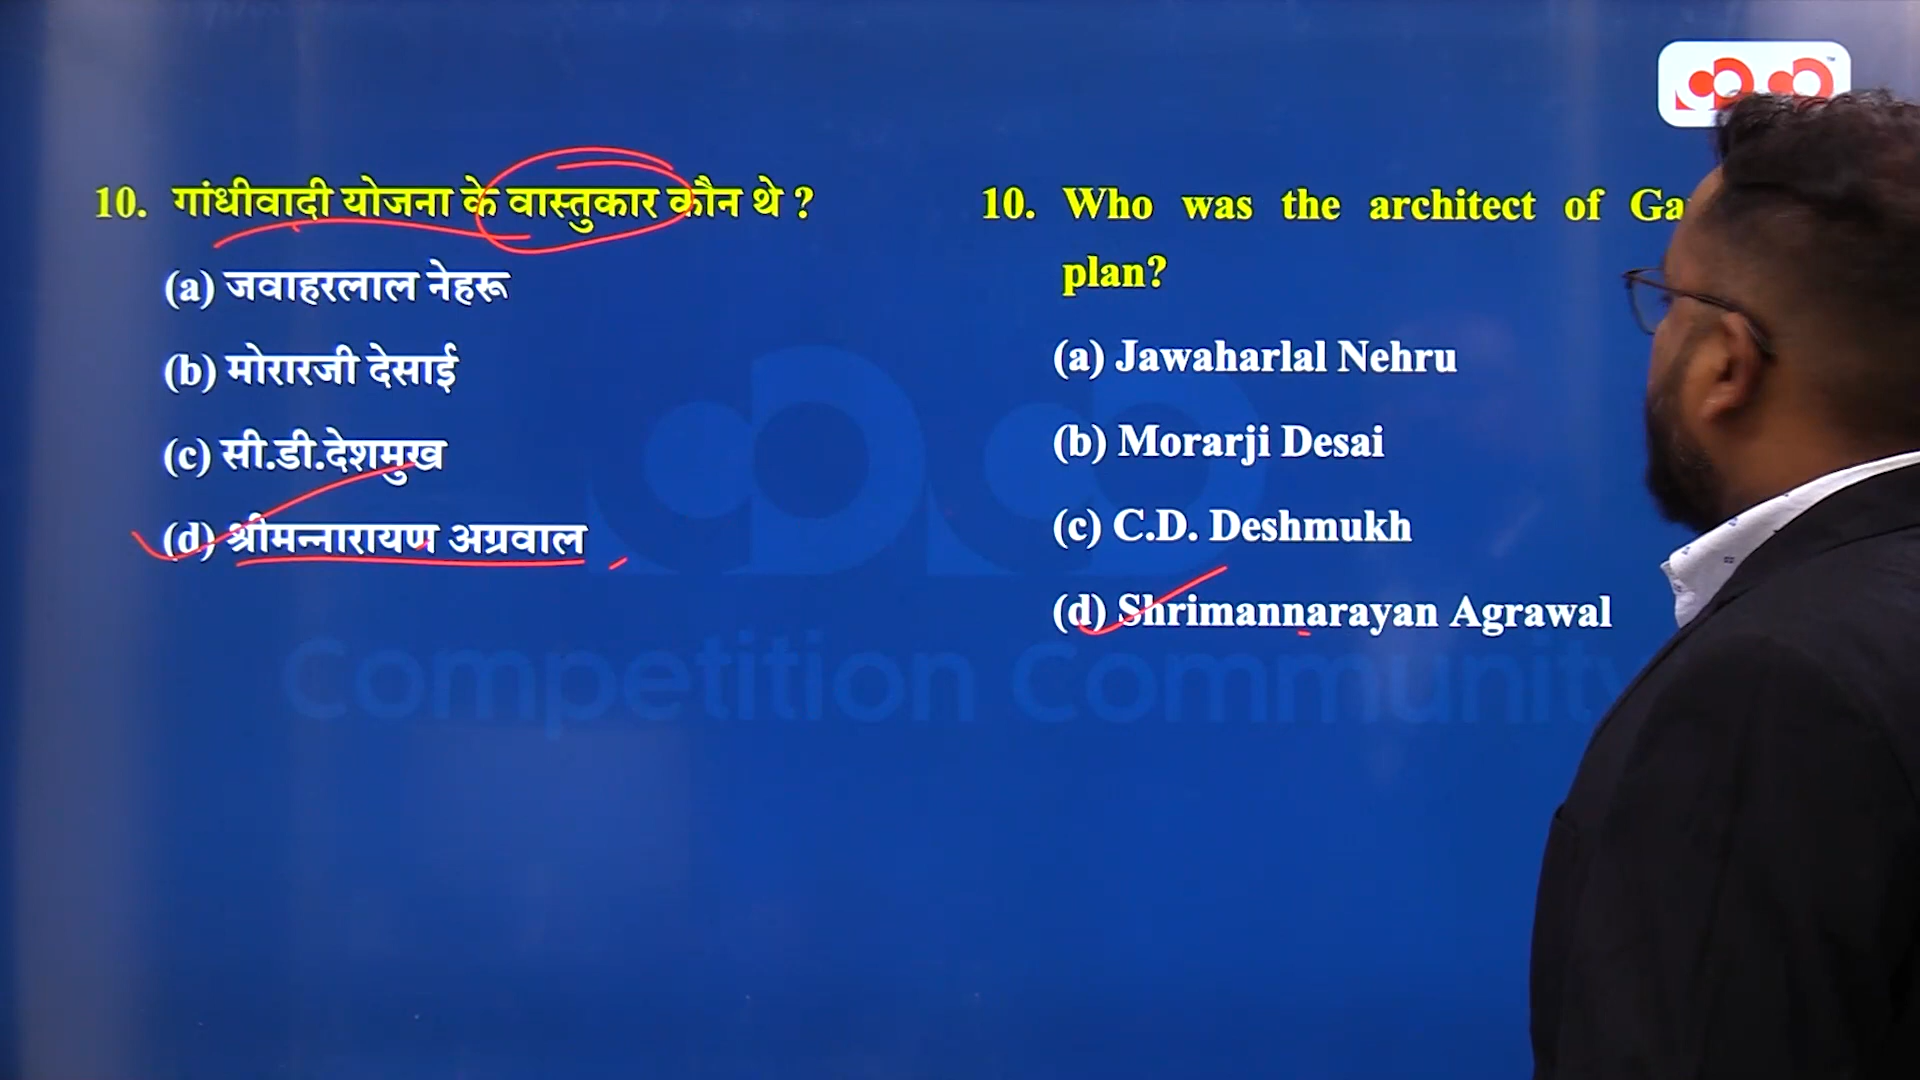 10. गांधीवादी योजना के वास्तुकार कौन थे ?
(a) जवाहरलाल नेहरू
(b) मोरारजी देसाई
(c) सी.डी.देशमुख
(d) श्रीमन्नारायण अग्रवाल
10. Who was the architect of
plan?
(a) Jawaharlal Nehru
(b) Morarji Desai
(c) C.D. Deshmukh
(d) Shrimannarayan Agrawal
Competition Community